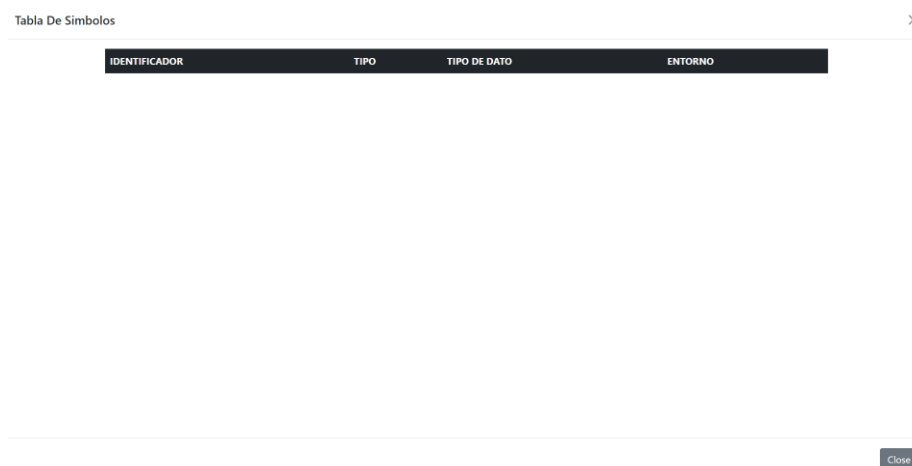 Tabla De Simbolos
IDENTIFICADOR TIPO TIPO DE DATO ENTORNO
Close